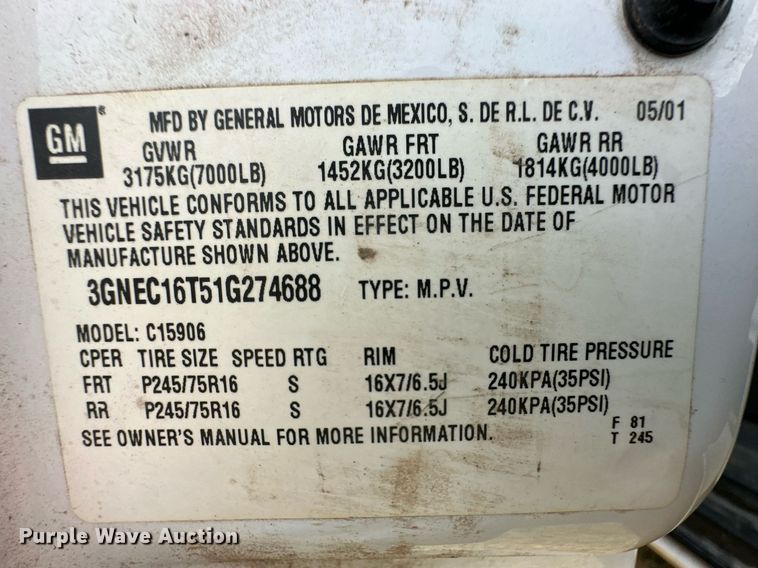 GM ® MFD BY GENERAL MOTORS DE MEXICO, S. DE R.L. DE C.V. 05/01
GVWR GAWR FRT GAWR RR
3175KG(7000LB) 1452KG(3200LB) 1814KG(4000LB)
THIS VEHICLE CONFORMS TO ALL APPLICABLE U.S. FEDERAL MOTOR
VEHICLE SAFETY STANDARDS IN EFFECT ON THE DATE OF
MANUFACTURE SHOWN ABOVE.
3GNEC16T51G274688 TYPE: M.P.V.
MODEL: C15906
CPER TIRE SIZE SPEED RTG RIM COLD TIRE PRESSURE
FRT P245/75R16 S 16X7/6.5J 240KPA(35PSI)
RR P245/75R16 S 16X7/6.5J 240KPA(35PSI)
SEE OWNER'S MANUAL FOR MORE INFORMATION. F 81
T 245
Purple Wave Auction